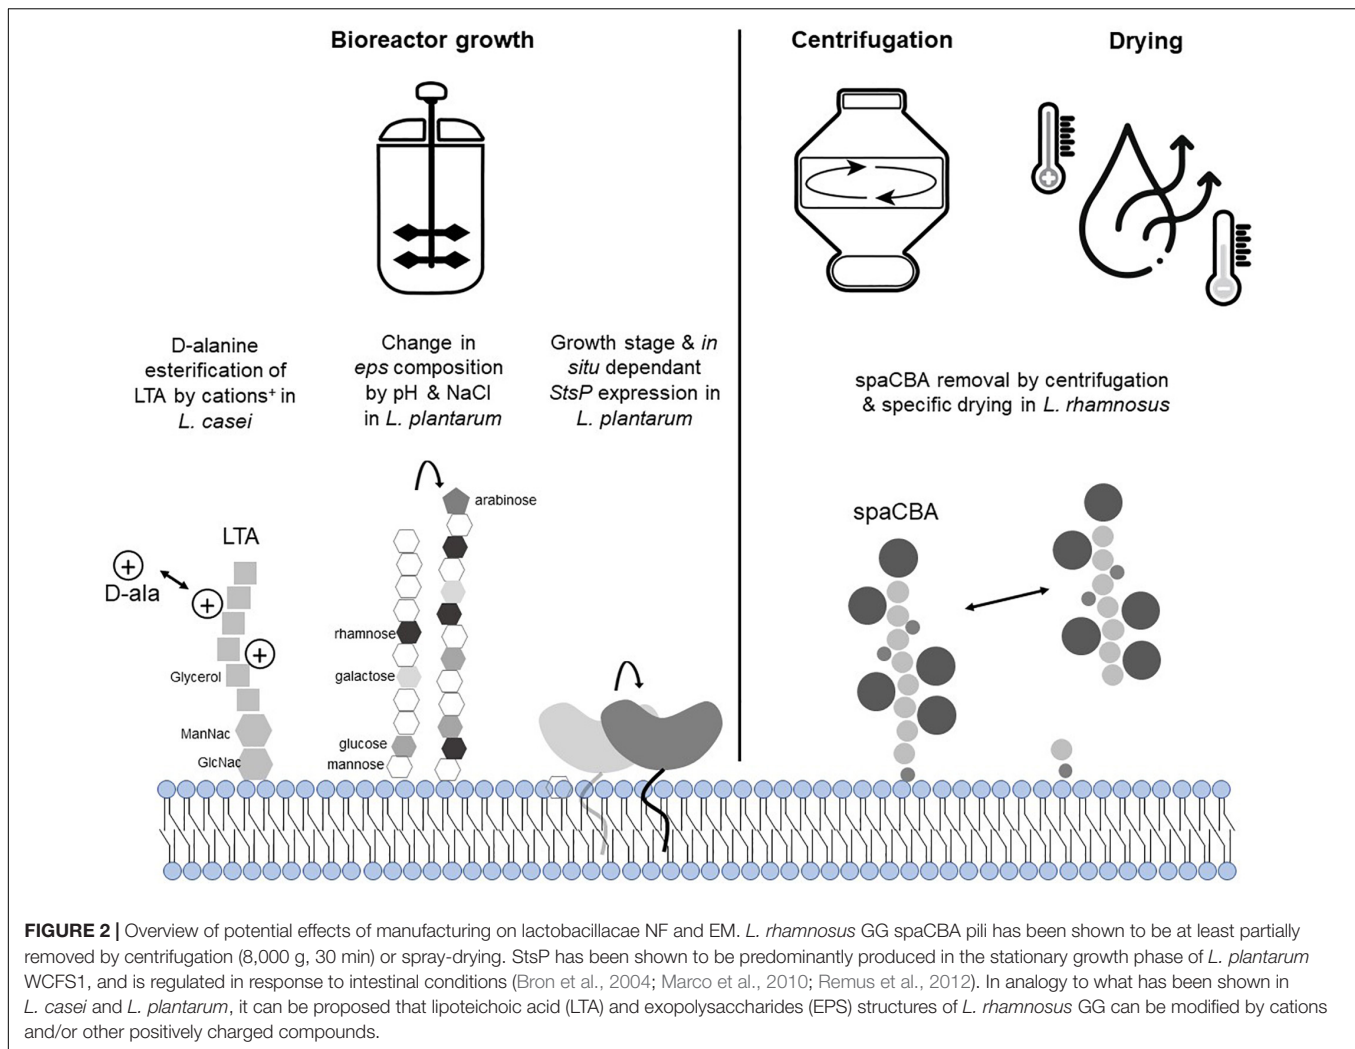 Bioreactor growth
Centrifugation
Drying
D-alanine
esterification of
LTA by cations⁺ in
L. casei
Change in
eps composition
by pH & NaCl
in L. plantarum
Growth stage & in
situ dependant
StsP expression in
L. plantarum
spaCBA removal by centrifugation
& specific drying in L. rhamnosus
LTA
+
D-ala
+
+
Glycerol
ManNac
GlcNac
arabinose
rhamnose
galactose
glucose
mannose
spaCBA
FIGURE 2 | Overview of potential effects of manufacturing on lactobacillacae NF and EM. L. rhamnosus GG spaCBA pili has been shown to be at least partially
removed by centrifugation (8,000 g, 30 min) or spray-drying. StsP has been shown to be predominantly produced in the stationary growth phase of L. plantarum
WCFS1, and is regulated in response to intestinal conditions (Bron et al., 2004; Marco et al., 2010; Remus et al., 2012). In analogy to what has been shown in
L. casei and L. plantarum, it can be proposed that lipoteichoic acid (LTA) and exopolysaccharides (EPS) structures of L. rhamnosus GG can be modified by cations
and/or other positively charged compounds.